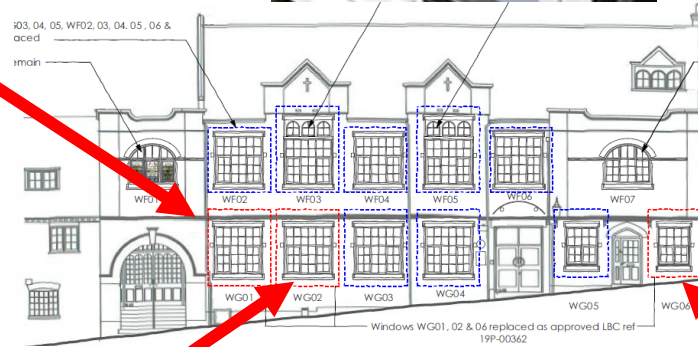 G03, 04, 05, WF02, 03, 04. 05 , 06 &
aced
emain
WF01
WF02
WF03
WF04
WF05
WF06
WF07
WG01
WG02
WG03
WG04
WG05
WG06
Windows WG01, 02 & 06 replaced as approved LBC ref
19P-00362